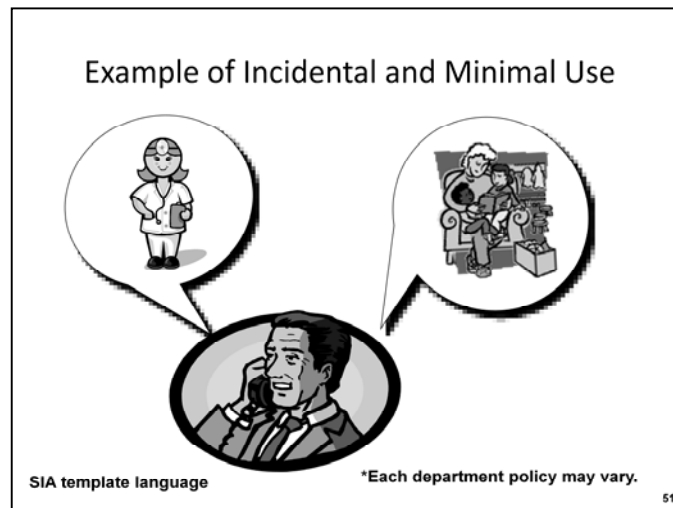 Example of Incidental and Minimal Use
SIA template language
*Each department policy may vary.
51